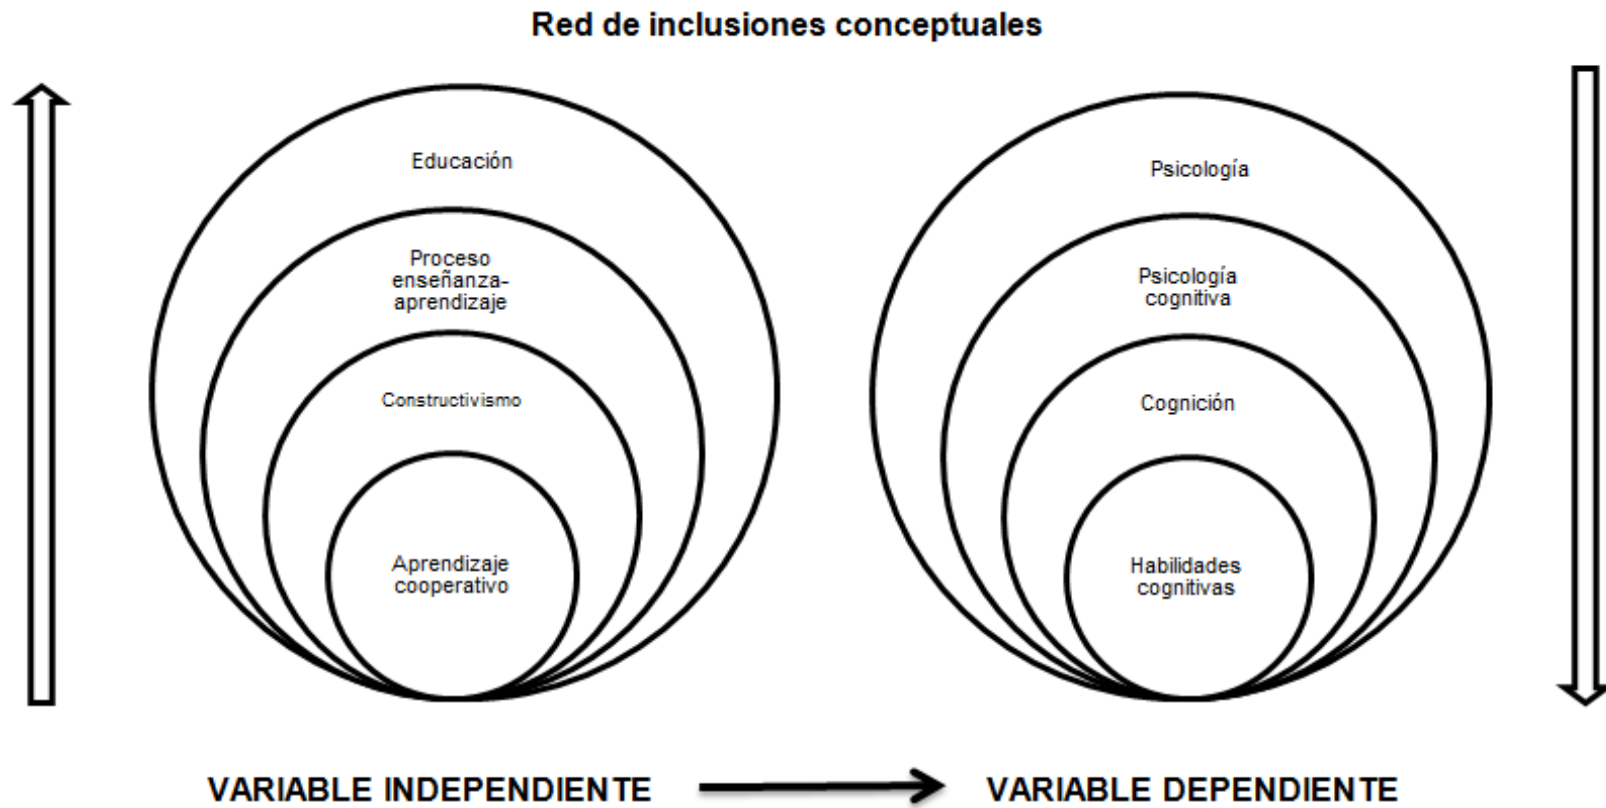 Red de inclusiones conceptuales
Educación
Proceso
enseñanza-
aprendizaje
Constructivismo
Aprendizaje
cooperativo
Psicología
Psicología
cognitiva
Cognición
Habilidades
cognitivas
VARIABLE INDEPENDIENTE
VARIABLE DEPENDIENTE